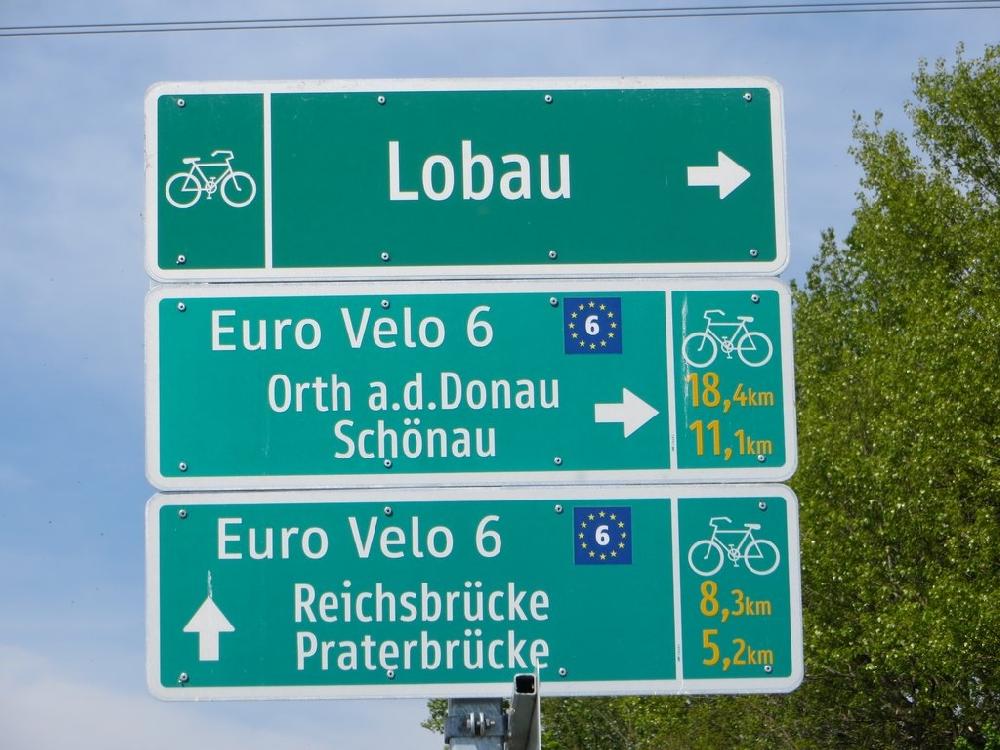 Lobau
Euro Velo 6 6
Orth a.d.Donau 18,4km
Schönau 11,1km
Euro Velo 6 6
Reichsbrücke 8,3km
Praterbrücke 5,2km